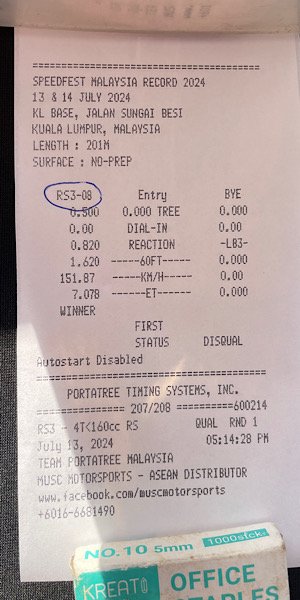 =========================================
SPEEDFEST MALAYSIA RECORD 2024
13 & 14 JULY 2024
KL BASE, JALAN SUNGAI BESI
KUALA LUMPUR, MALAYSIA
LENGTH : 201M
SURFACE : NO-PREP
RS3-08 Entry BYE
0.500 0.000 TREE 0.000
0.00 DIAL-IN 0.00
0.820 REACTION -LB3-
1.620 ------60FT----- 0.000
151.87 ------KM/H----- 0.00
7.078 ------ET----- 0.000
WINNER
FIRST
STATUS DISQUAL
Autostart Disabled
=========================================
PORTATREE TIMING SYSTEMS, INC.
================ 207/208 ==========600214
RS3 - 4T<160cc RS QUAL RND 1
July 13, 2024 05:14:28 PM
TEAM PORTATREE MALAYSIA
MUSC MOTORSPORTS - ASEAN DISTRIBUTOR
www.facebook.com/muscmotorsports
+6016-6681490
NO.10 5mm 1000stcks
KREATO OFFICE
STAPLES